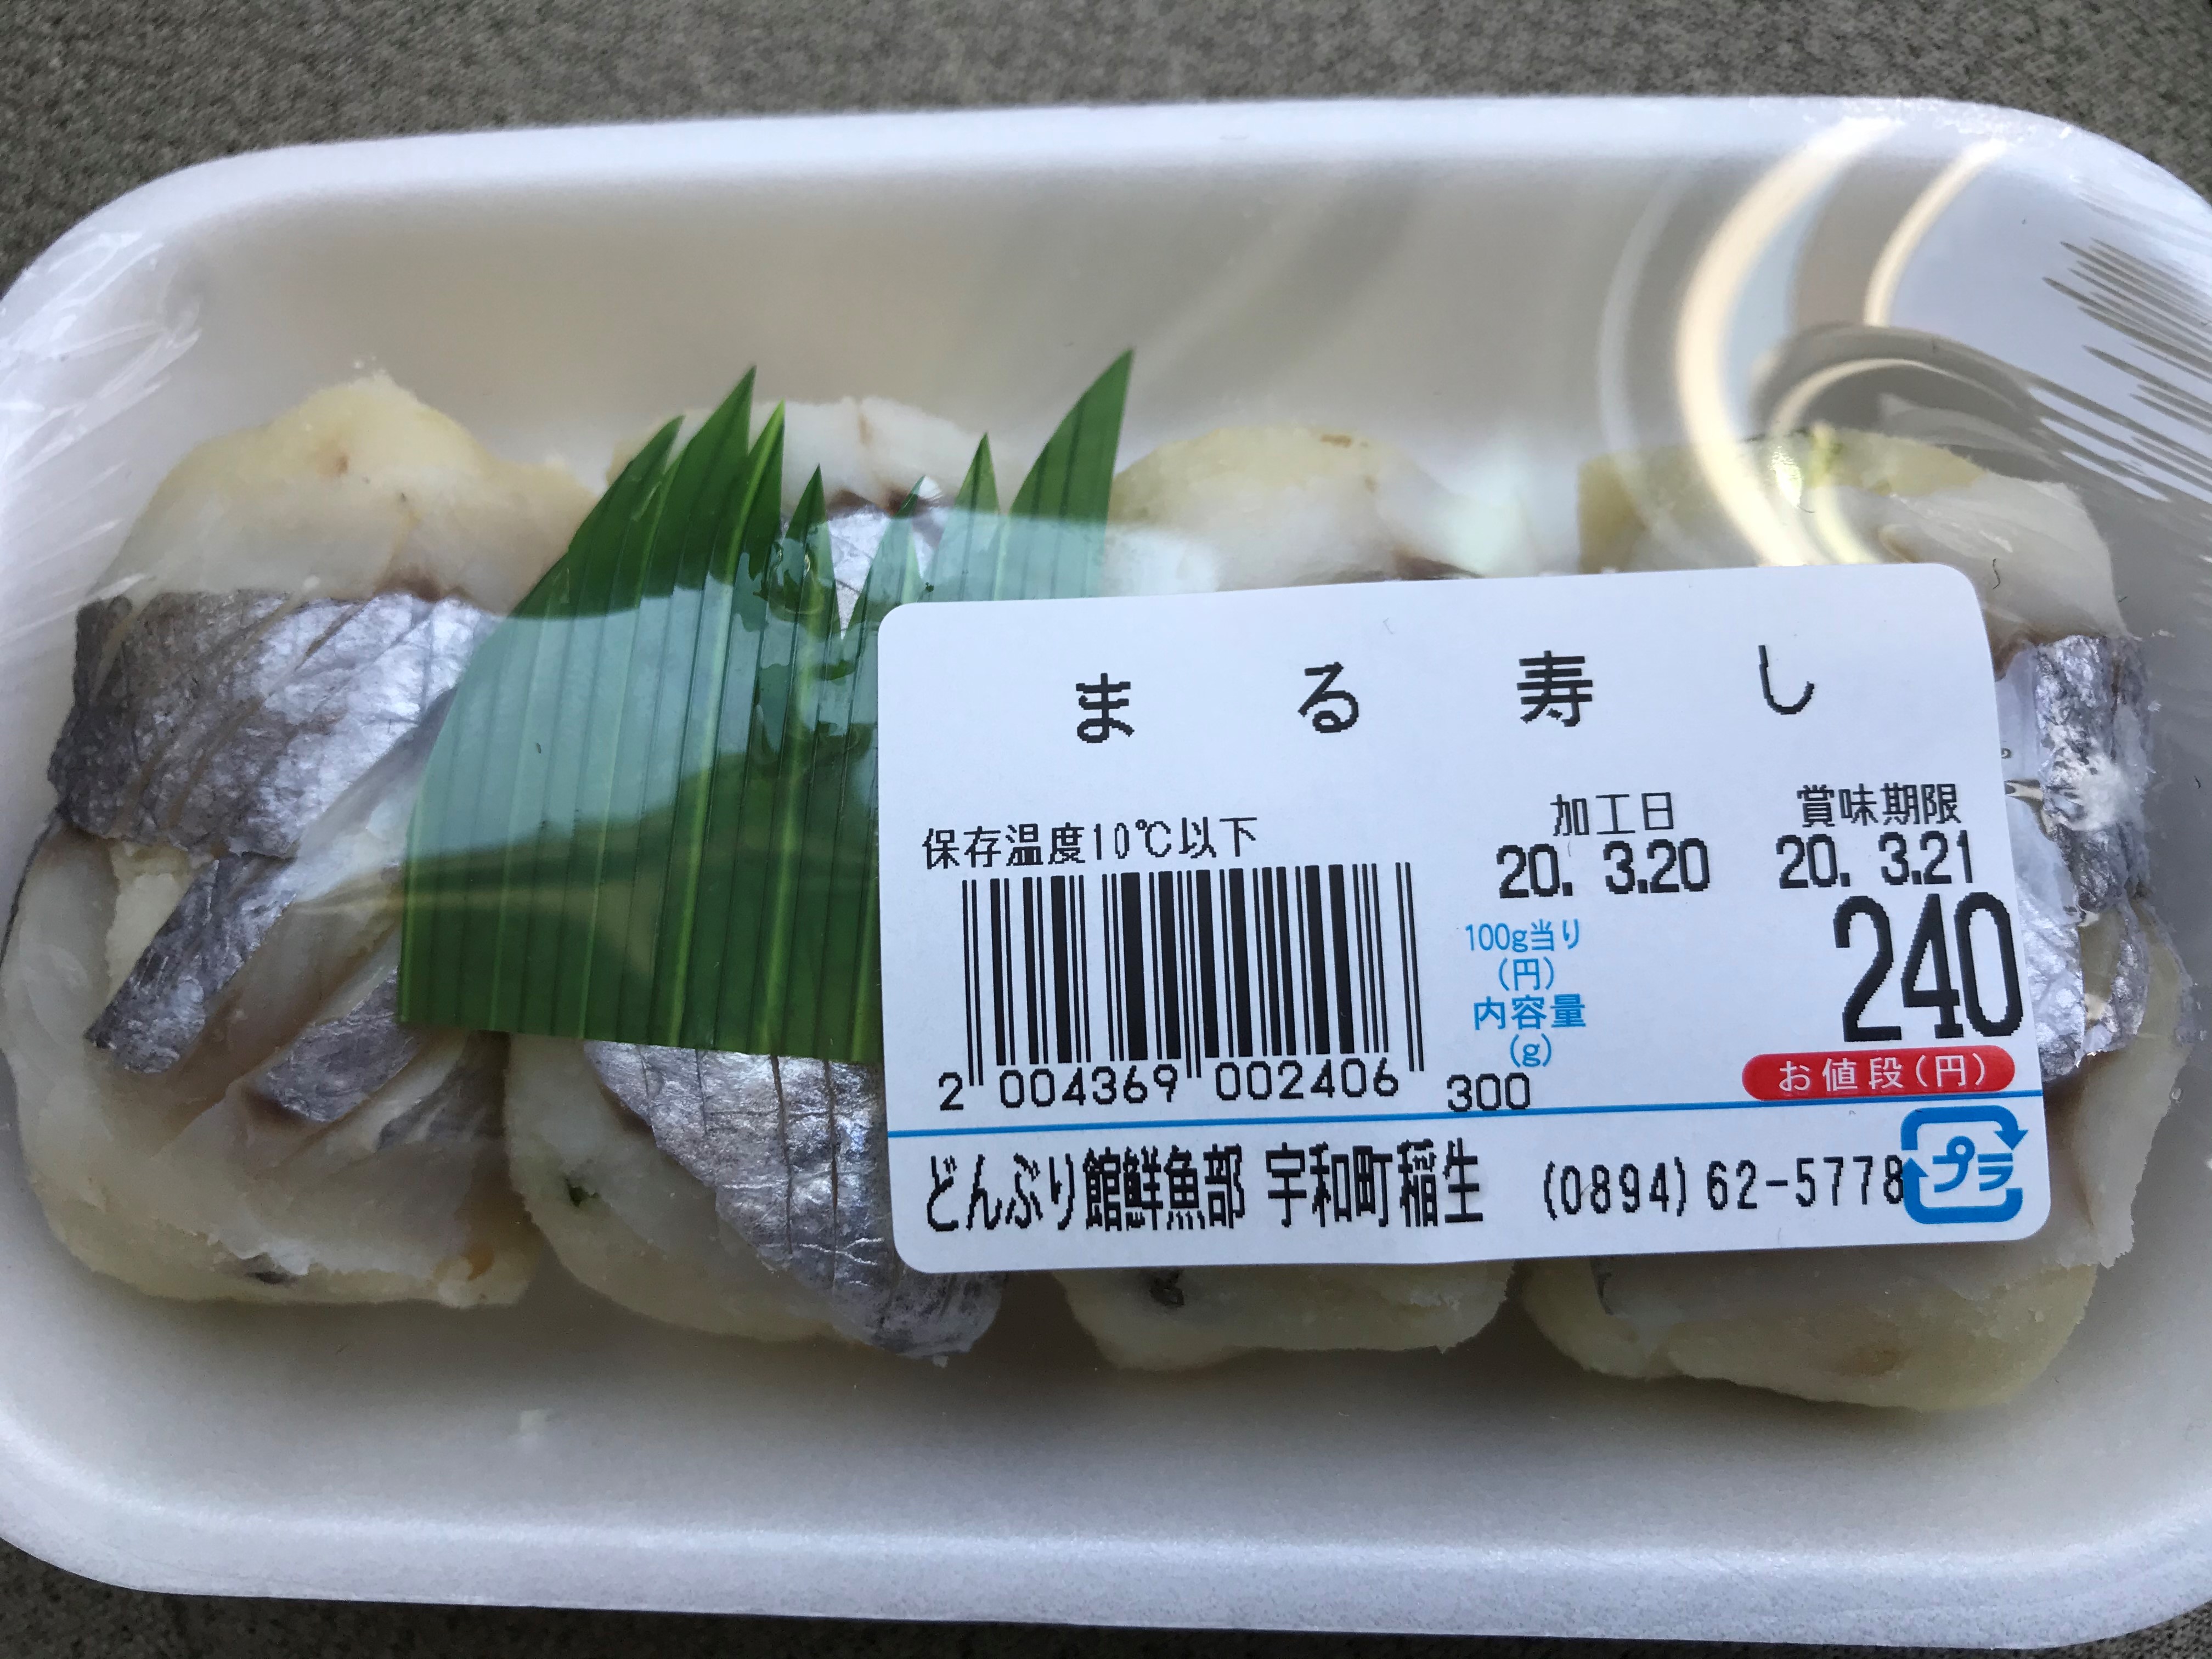 まる寿し
保存温度10℃以下
加工日 賞味期限
20. 3.20 20. 3.21
100g当り
(円)
240
内容量
(g)
お値段(円)
2 004369 002406 300
どんぶり館鮮魚部 宇和町稲生 (0894)62-5778
プラ